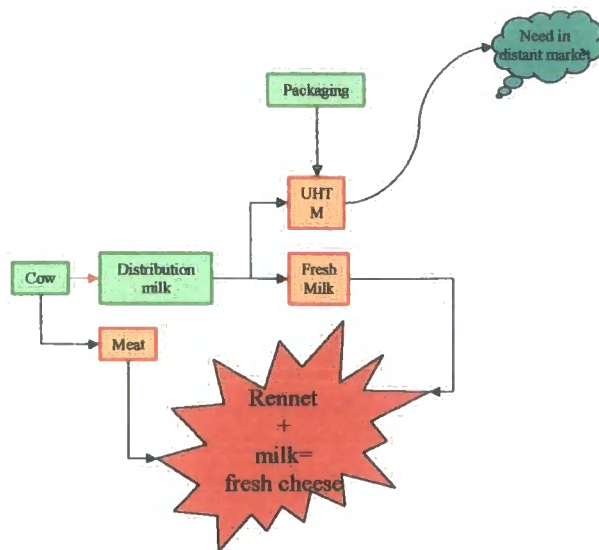 Need in
distant market
Packaging
UHT
M
Cow
Distribution
milk
Fresh
Milk
Meat
Rennet
+
milk=
fresh cheese